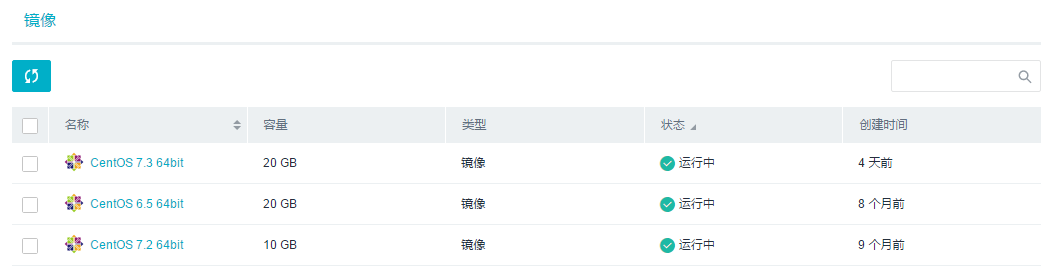 镜像
名称 容量 类型 状态 创建时间
CentOS 7.3 64bit 20 GB 镜像 运行中 4 天前
CentOS 6.5 64bit 20 GB 镜像 运行中 8 个月前
CentOS 7.2 64bit 10 GB 镜像 运行中 9 个月前